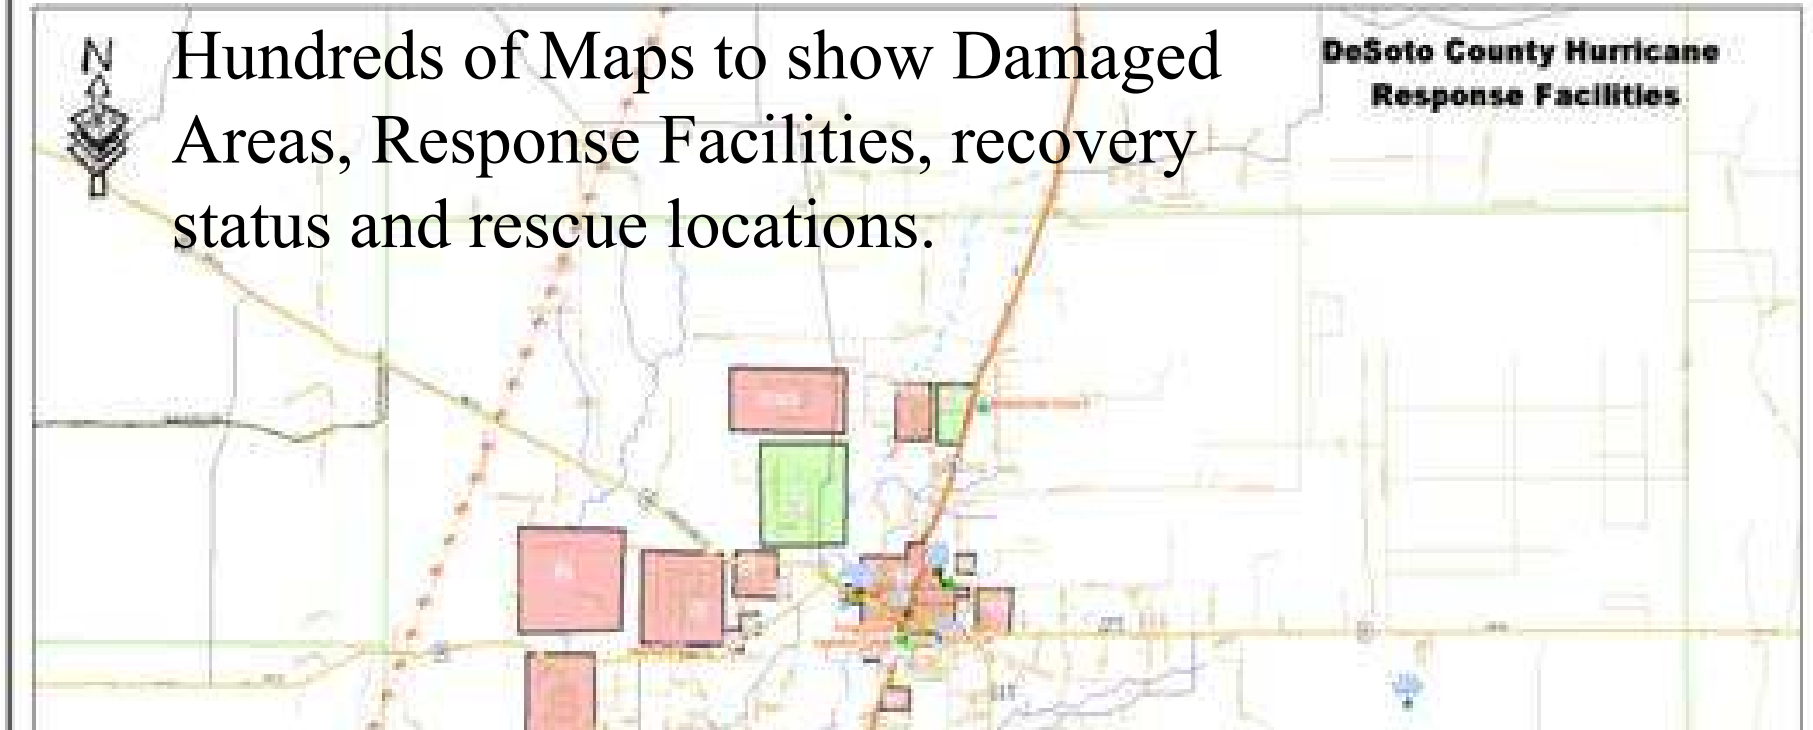 N
Hundreds of Maps to show Damaged
Areas, Response Facilities, recovery
status and rescue locations.
DeSoto County Hurricane
Response Facilities